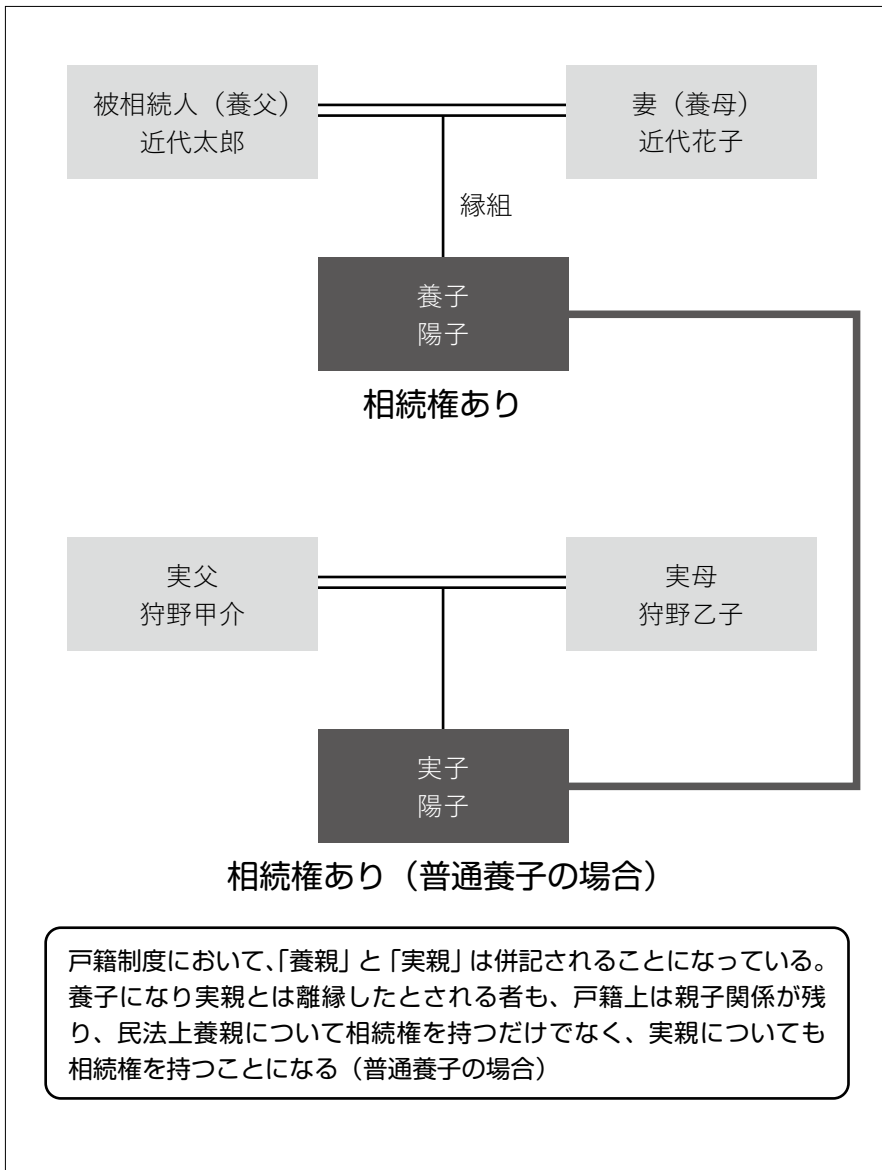 被相続人（養父）
近代太郎
妻（養母）
近代花子
縁組
養子
陽子
相続権あり
実父
狩野甲介
実母
狩野乙子
実子
陽子
相続権あり（普通養子の場合）
戸籍制度において、「養親」と「実親」は併記されることになっている。
養子になり実親とは離縁したとされる者も、戸籍上は親子関係が残
り、民法上養親について相続権を持つだけでなく、実親についても
相続権を持つことになる（普通養子の場合）